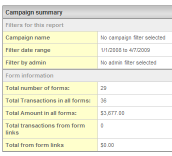 Campaign summary
Filters for this report
Campaign name No campaign filter selected
Filter date range 1/1/2008 to 4/7/2009
Filter by admin No admin filter selected
Form information
Total number of forms: 29
Total Transactions in all forms: 36
Total Amount in all forms: $3,677.00
Total transactions from form 0
links
Total from form links $0.00